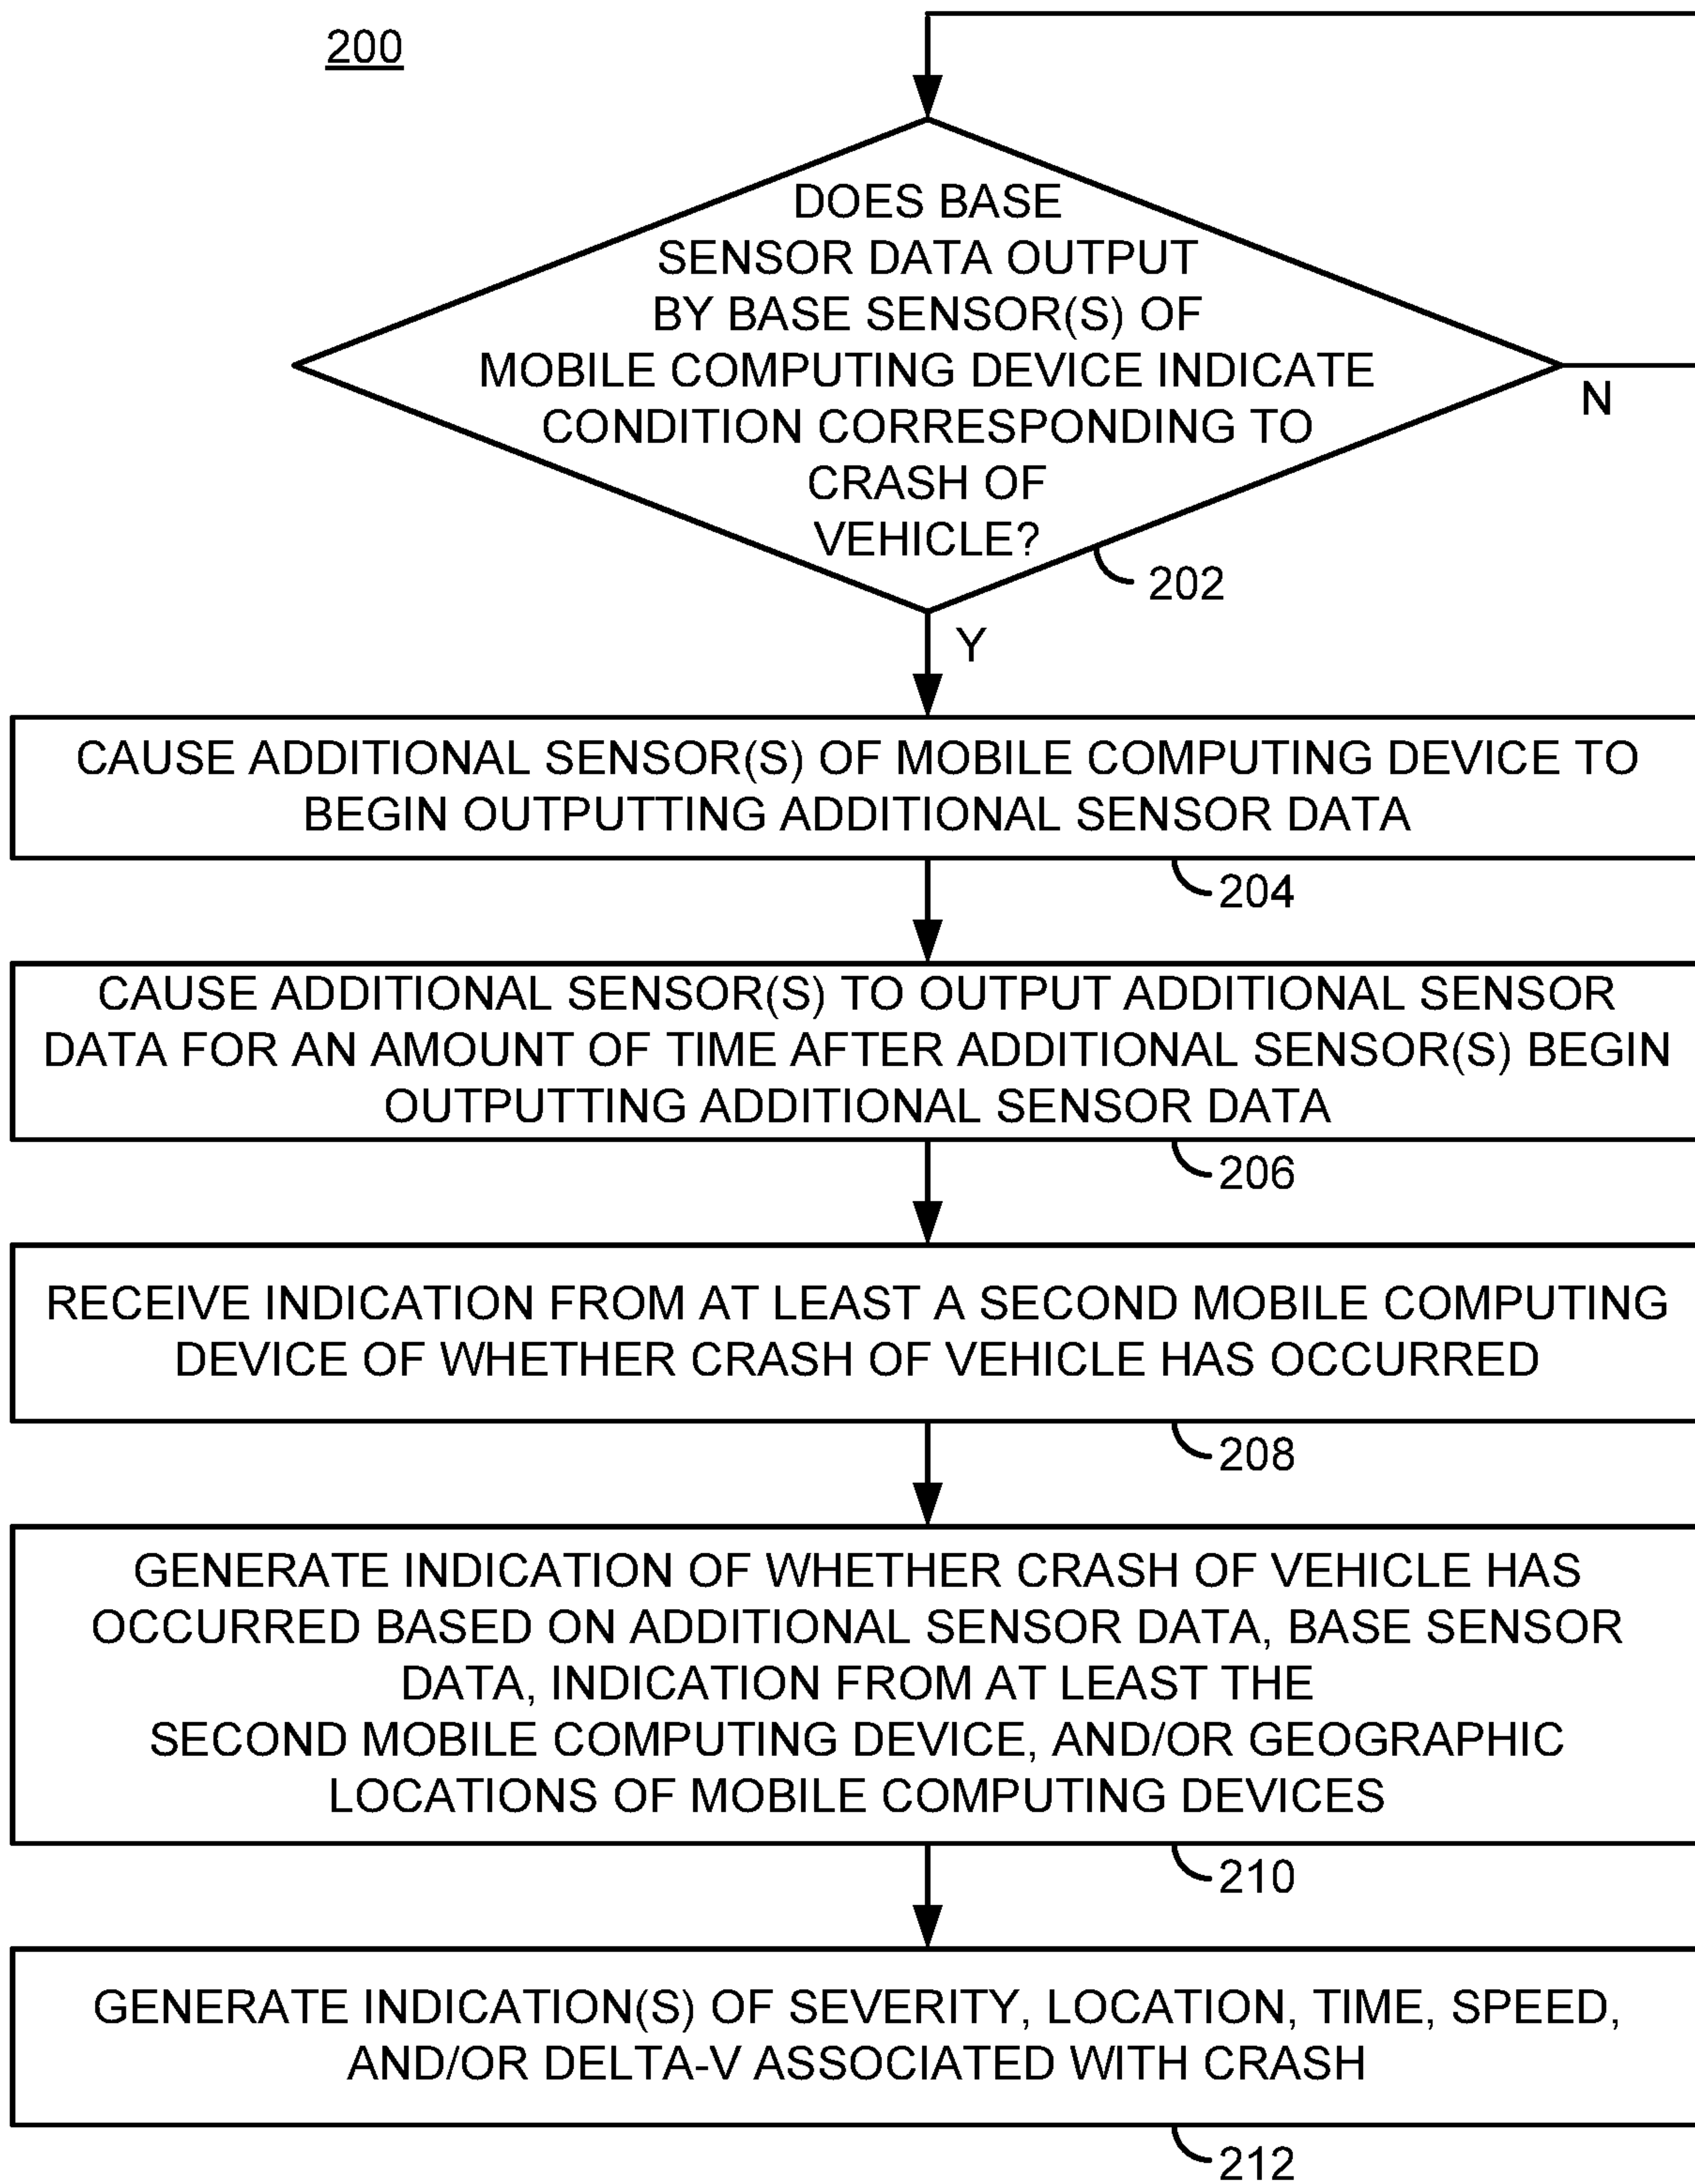 200
DOES BASE
SENSOR DATA OUTPUT
BY BASE SENSOR(S) OF
MOBILE COMPUTING DEVICE INDICATE
CONDITION CORRESPONDING TO
CRASH OF
VEHICLE?
N
202
Y
CAUSE ADDITIONAL SENSOR(S) OF MOBILE COMPUTING DEVICE TO
BEGIN OUTPUTTING ADDITIONAL SENSOR DATA
204
CAUSE ADDITIONAL SENSOR(S) TO OUTPUT ADDITIONAL SENSOR
DATA FOR AN AMOUNT OF TIME AFTER ADDITIONAL SENSOR(S) BEGIN
OUTPUTTING ADDITIONAL SENSOR DATA
206
RECEIVE INDICATION FROM AT LEAST A SECOND MOBILE COMPUTING
DEVICE OF WHETHER CRASH OF VEHICLE HAS OCCURRED
208
GENERATE INDICATION OF WHETHER CRASH OF VEHICLE HAS
OCCURRED BASED ON ADDITIONAL SENSOR DATA, BASE SENSOR
DATA, INDICATION FROM AT LEAST THE
SECOND MOBILE COMPUTING DEVICE, AND/OR GEOGRAPHIC
LOCATIONS OF MOBILE COMPUTING DEVICES
210
GENERATE INDICATION(S) OF SEVERITY, LOCATION, TIME, SPEED,
AND/OR DELTA-V ASSOCIATED WITH CRASH
212